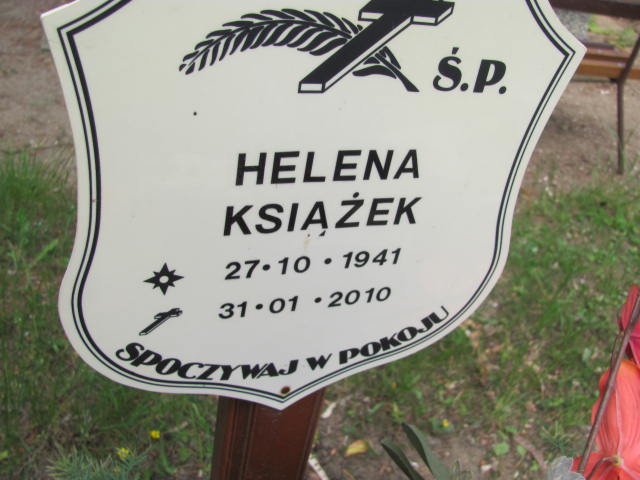 Ś.P.
HELENA
KSIĄŻEK
27·10·1941
31·01·2010
SPOCZYWAJ W POKOJU